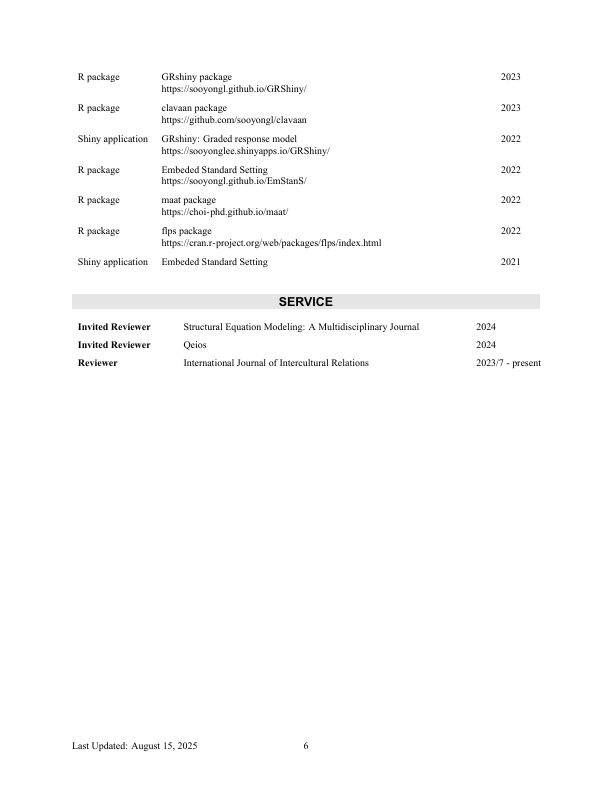 R package GRshiny package 2023
https://sooyongl.github.io/GRShiny/
R package clavaan package 2023
https://github.com/sooyongl/clavaan
Shiny application GRshiny: Graded response model 2022
https://sooyonglee.shinyapps.io/GRShiny/
R package Embeded Standard Setting 2022
https://sooyongl.github.io/EmStanS/
R package maat package 2022
https://choi-phd.github.io/maat/
R package flps package 2022
https://cran.r-project.org/web/packages/flps/index.html
Shiny application Embeded Standard Setting 2021
SERVICE
Invited Reviewer Structural Equation Modeling: A Multidisciplinary Journal 2024
Invited Reviewer Qeios 2024
Reviewer International Journal of Intercultural Relations 2023/7 - present
Last Updated: August 15, 2025 6